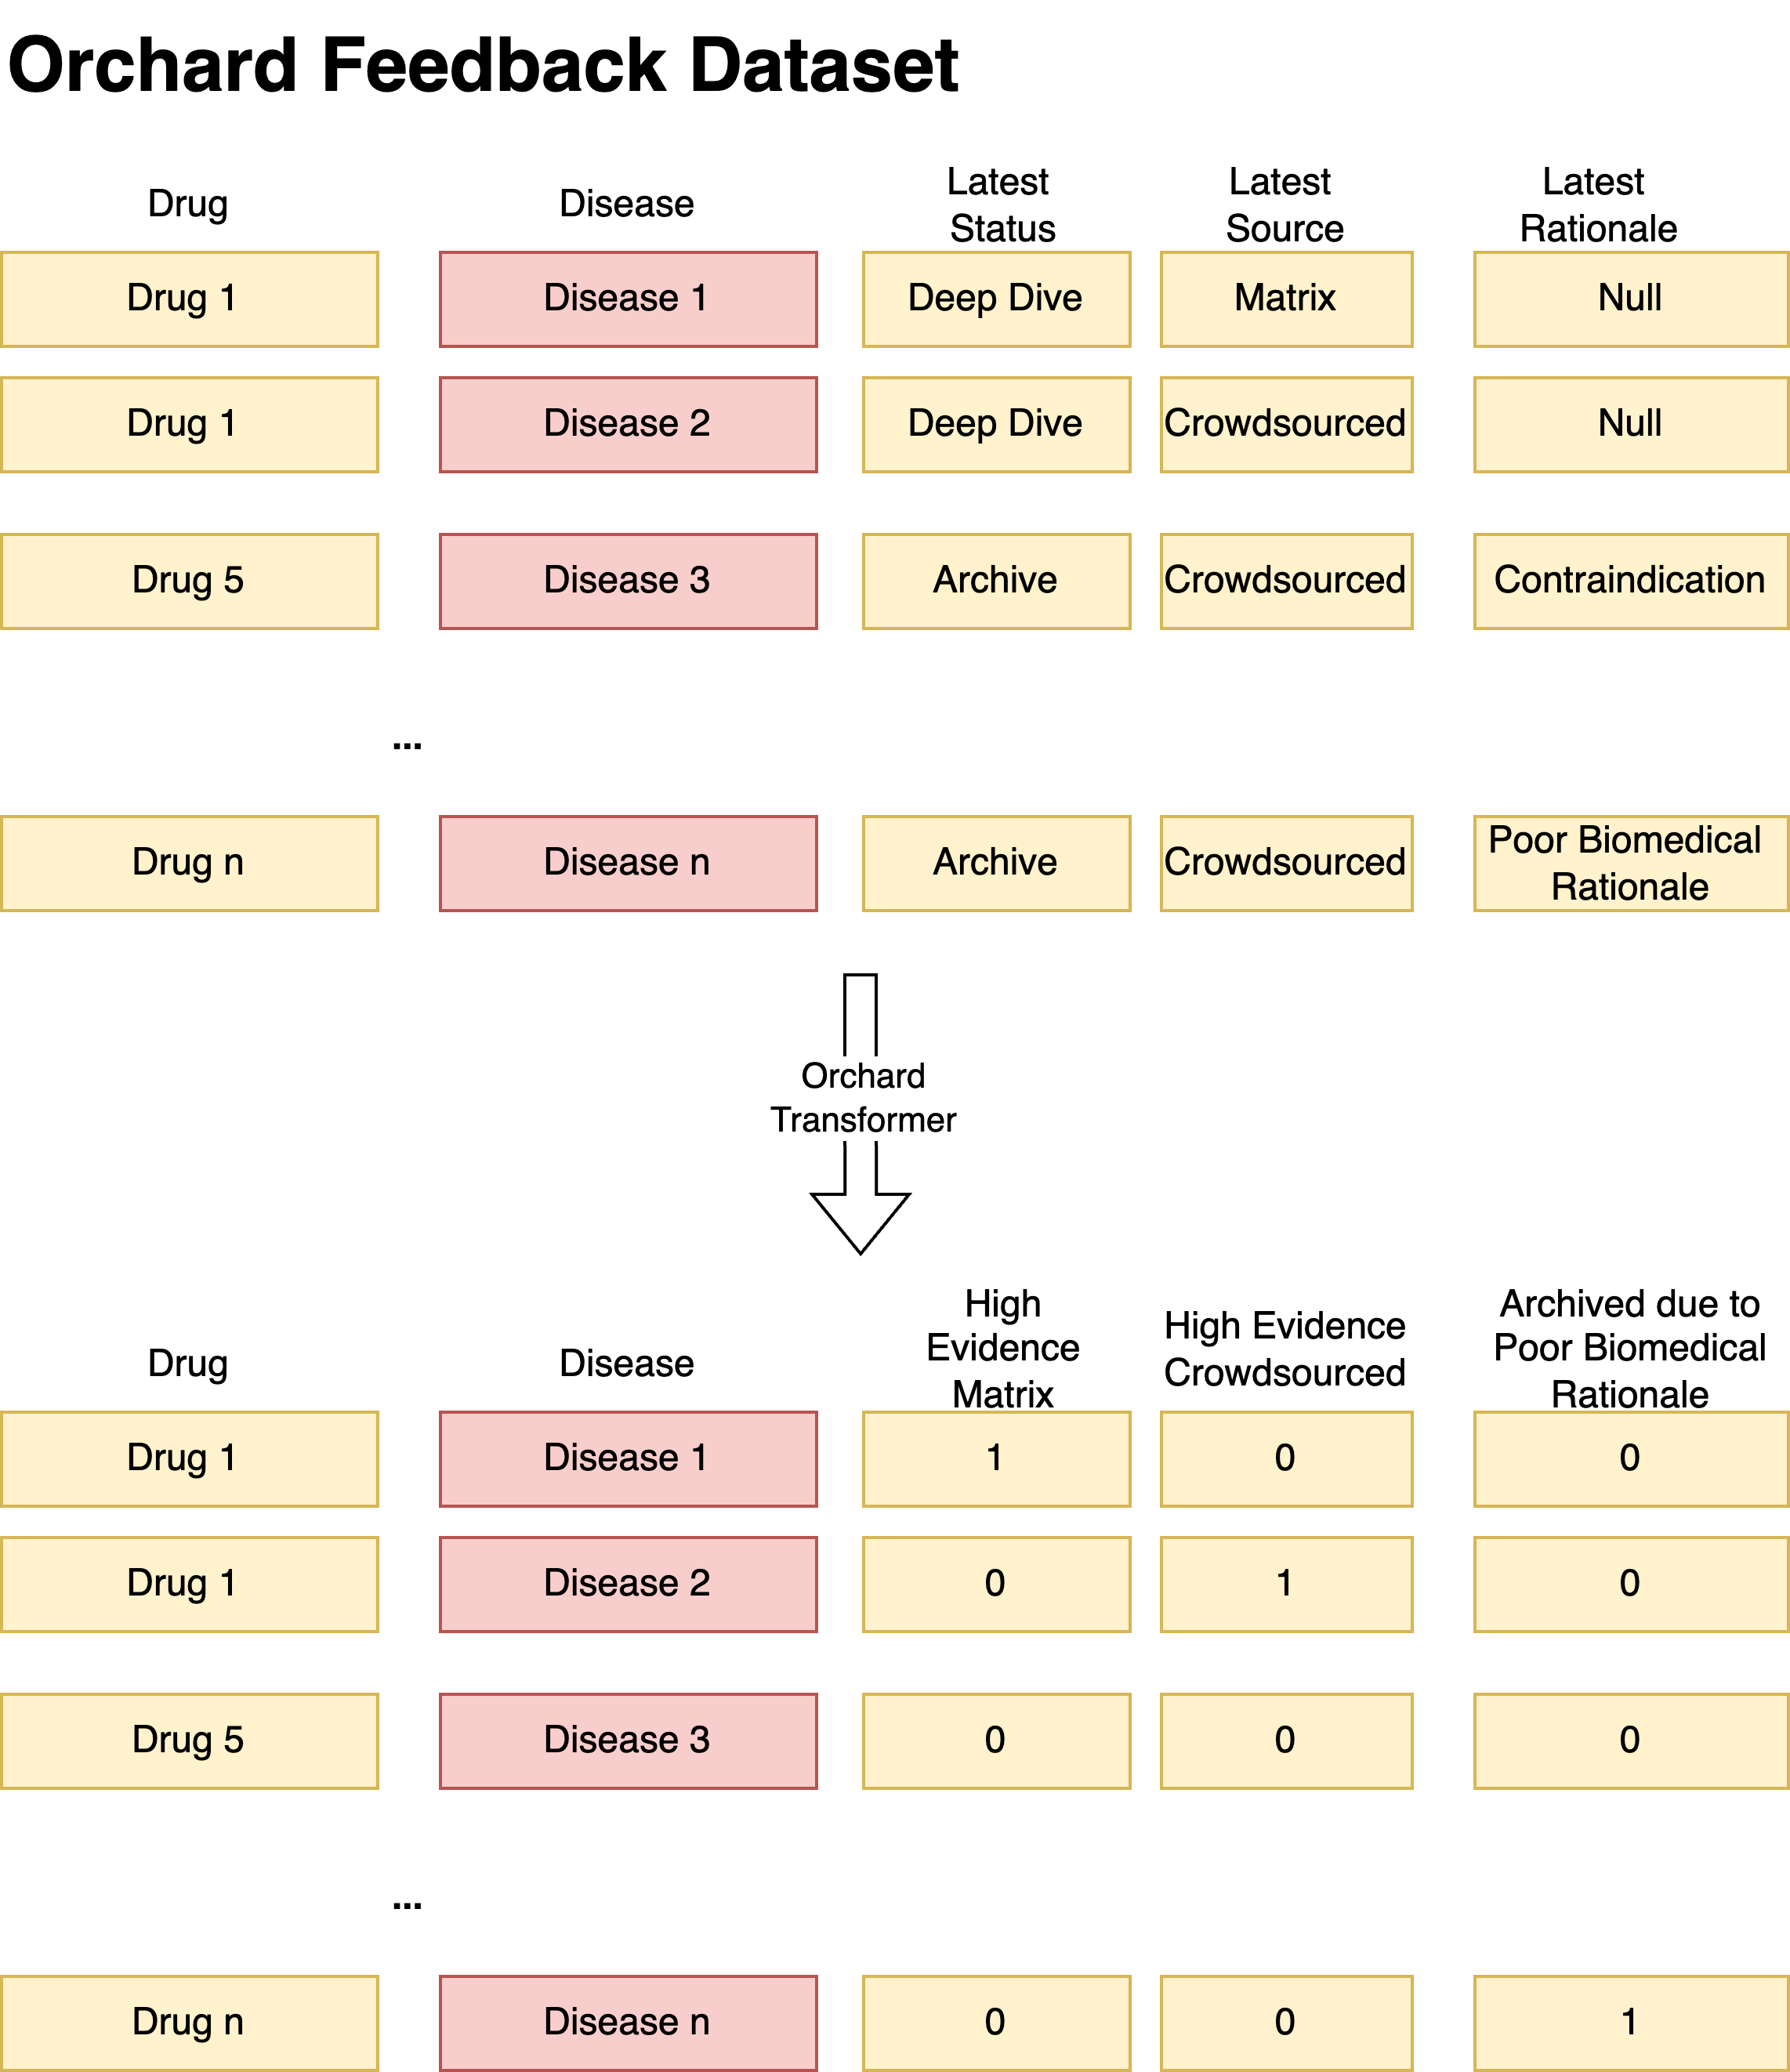 Orchard Feedback Dataset
Drug
Disease
Latest
Status
Latest
Source
Latest
Rationale
Drug 1
Disease 1
Deep Dive
Matrix
Null
Drug 1
Disease 2
Deep Dive
Crowdsourced
Null
Drug 5
Disease 3
Archive
Crowdsourced
Contraindication
...
Drug n
Disease n
Archive
Crowdsourced
Poor Biomedical
Rationale
Orchard
Transformer
Drug
Disease
High
Evidence
Matrix
High Evidence
Crowdsourced
Archived due to
Poor Biomedical
Rationale
Drug 1
Disease 1
1
0
0
Drug 1
Disease 2
0
1
0
Drug 5
Disease 3
0
0
0
...
Drug n
Disease n
0
0
1